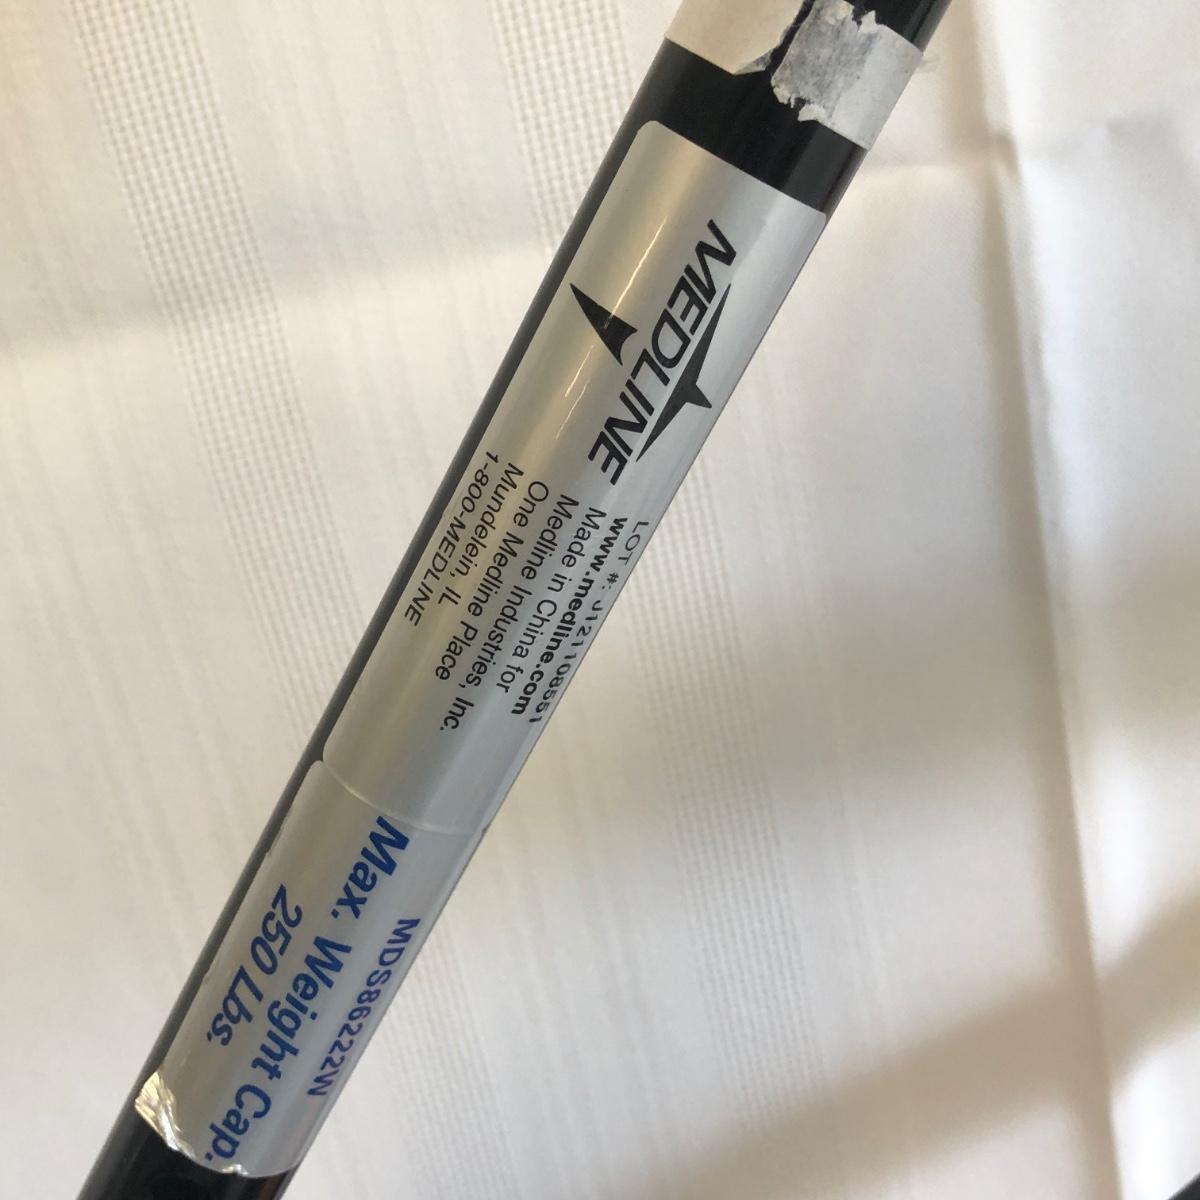 MEDLINE
LOT #: J121108551
www.medline.com
Made in China for
Medline Industries, Inc.
One Medline Place
Mundelein, IL
1-800-MEDLINE
MDS86222W
Max. Weight Cap.
250 Lbs.